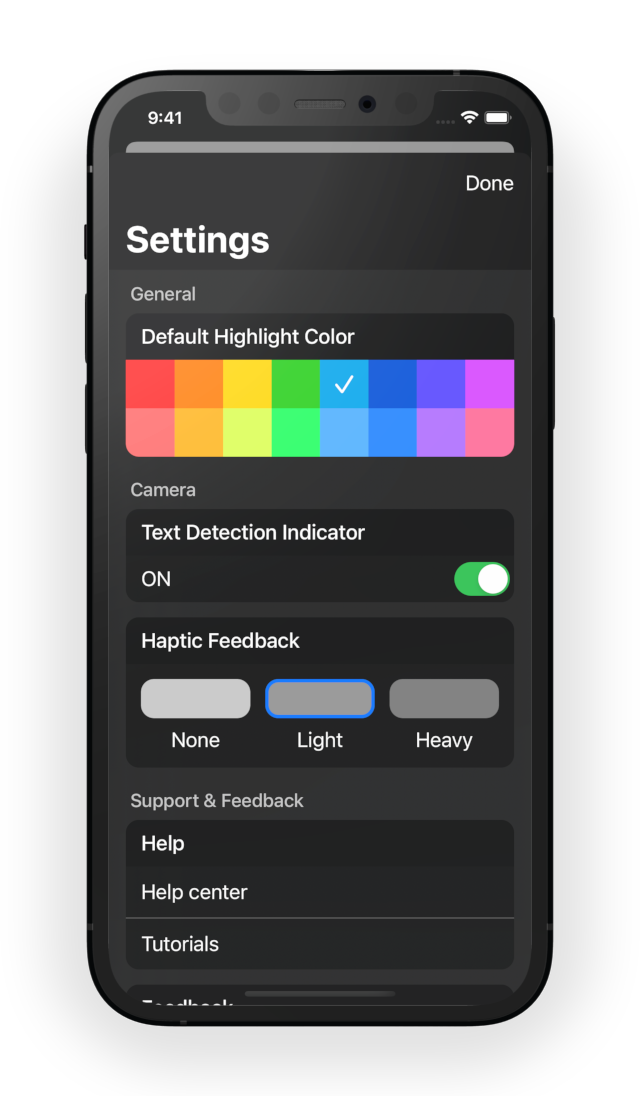 9:41
Done
Settings
General
Default Highlight Color
Camera
Text Detection Indicator
ON
Haptic Feedback
None Light Heavy
Support & Feedback
Help
Help center
Tutorials
Feedback